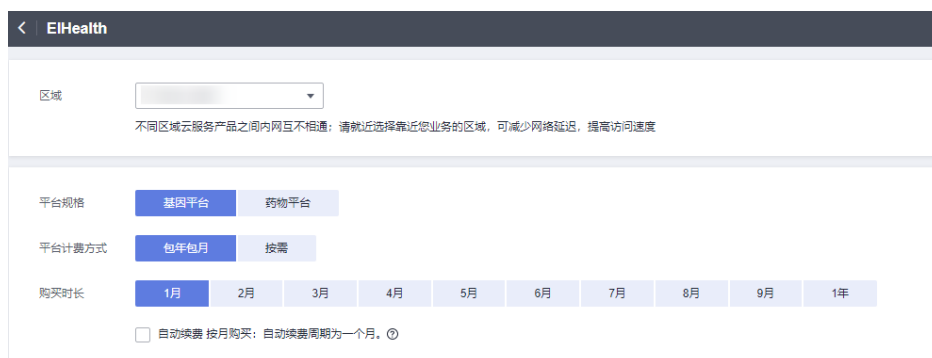 EIHealth
区域
不同区域云服务产品之间内网互不相通；请就近选择靠近您业务的区域，可减少网络延迟，提高访问速度
平台规格 基因平台 药物平台
平台计费方式 包年包月 按需
购买时长 1月 2月 3月 4月 5月 6月 7月 8月 9月 1年
自动续费 按月购买：自动续费周期为一个月。